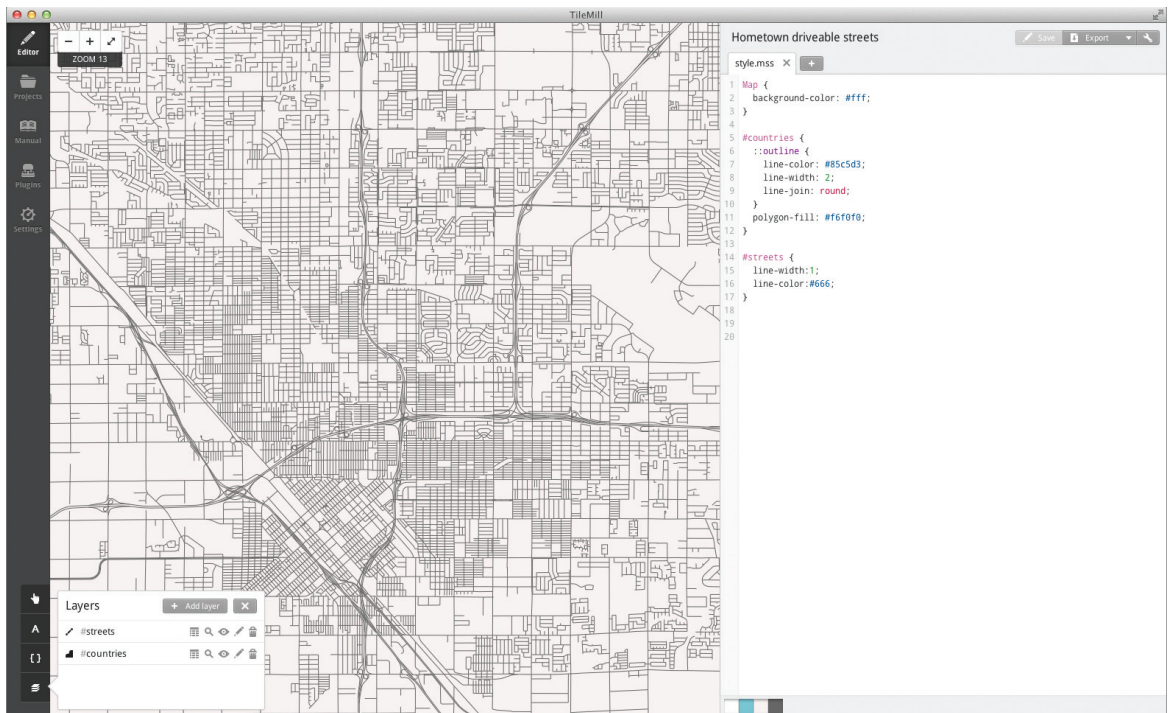 TileMill
Editor
Projects
Manual
Plugins
Settings
ZOOM 13
Layers
+ Add layer
#streets
#countries
A
{}
Hometown driveable streets
Save
Export
style.mss
1 Map {
2 background-color: #fff;
3 }
4
5 #countries {
6 ::outline {
7 line-color: #85c5d3;
8 line-width: 2;
9 line-join: round;
10 }
11 polygon-fill: #f6f0f0;
12 }
13
14 #streets {
15 line-width:1;
16 line-color:#666;
17 }
18
19
20